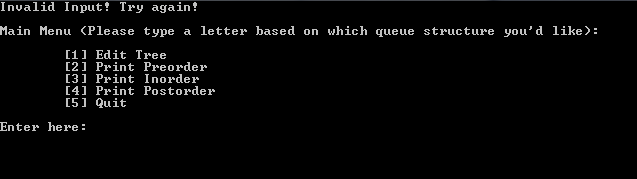 Invalid Input! Try again!
Main Menu (Please type a letter based on which queue structure you'd like):
[1] Edit Tree
[2] Print Preorder
[3] Print Inorder
[4] Print Postorder
[5] Quit
Enter here: